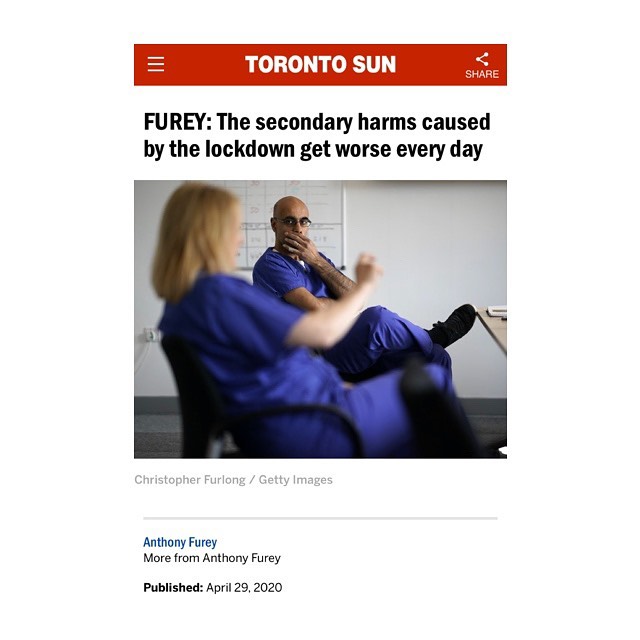 TORONTO SUN
SHARE
FUREY: The secondary harms caused
by the lockdown get worse every day
Christopher Furlong / Getty Images
Anthony Furey
More from Anthony Furey
Published: April 29, 2020